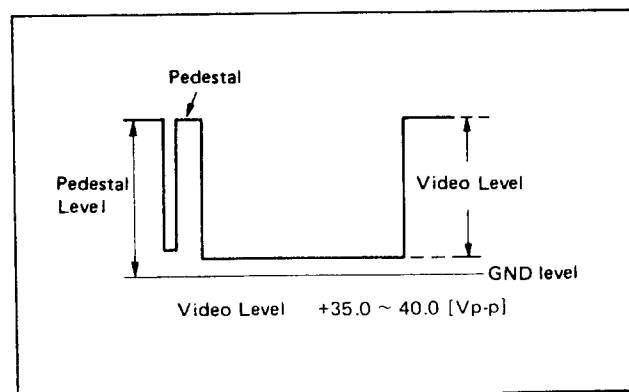 Pedestal
Pedestal
Level
Video Level
GND level
Video Level +35.0 ~ 40.0 [Vp-p]